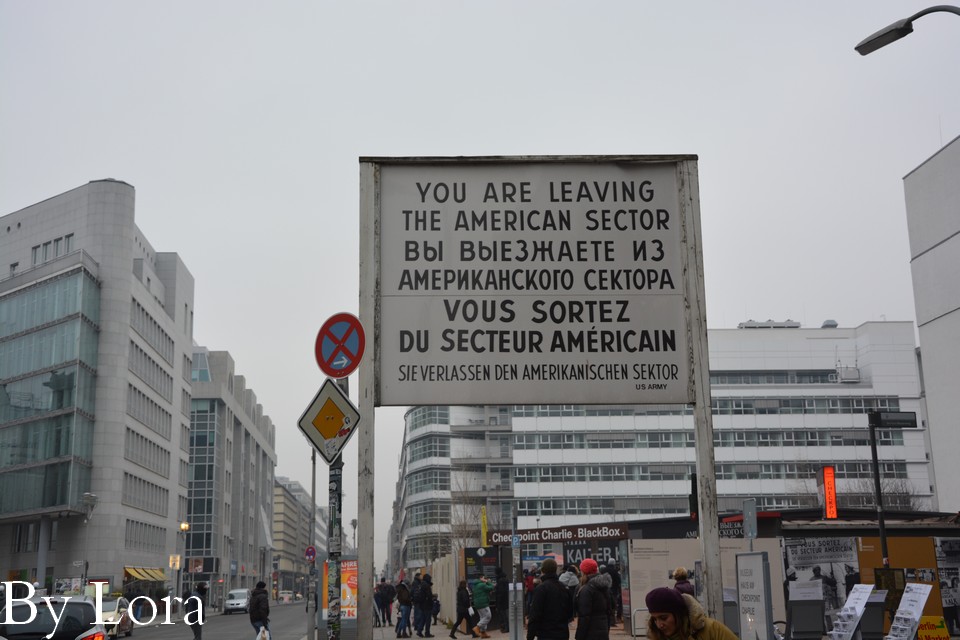 YOU ARE LEAVING
THE AMERICAN SECTOR
ВЫ ВЫЕЗЖАЕТЕ ИЗ
АМЕРИКАНСКОГО СЕКТОРА
VOUS SORTEZ
DU SECTEUR AMÉRICAIN
SIE VERLASSEN DEN AMERIKANISCHEN SEKTOR
US ARMY
Checkpoint Charlie - BlackBox
KALTER
By Lora